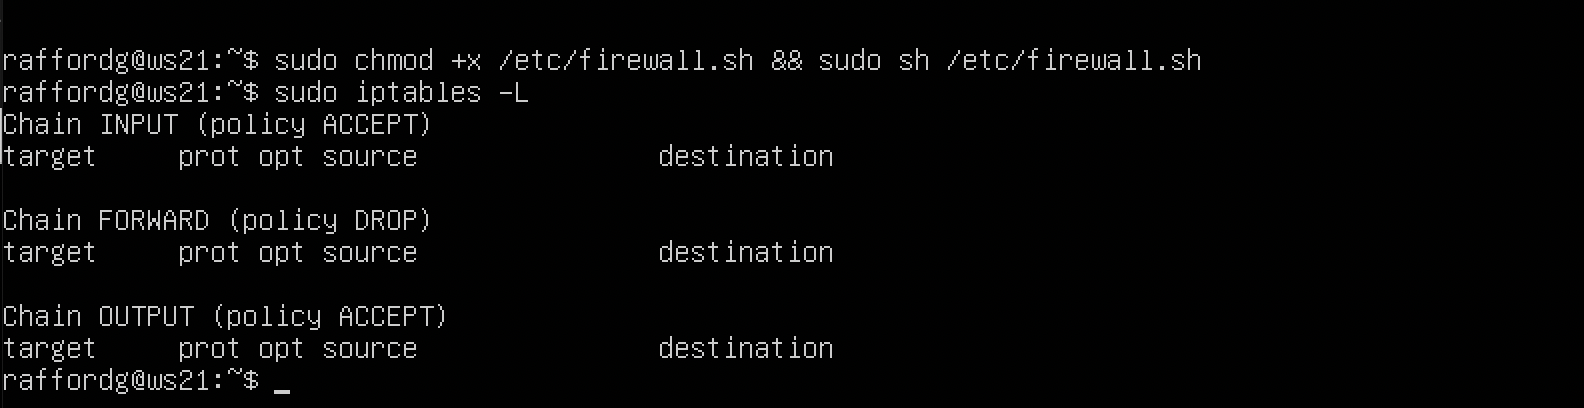 raffordg@ws21:~$ sudo chmod +x /etc/firewall.sh && sudo sh /etc/firewall.sh
raffordg@ws21:~$ sudo iptables -L
Chain INPUT (policy ACCEPT)
target     prot opt source               destination
Chain FORWARD (policy DROP)
target     prot opt source               destination
Chain OUTPUT (policy ACCEPT)
target     prot opt source               destination
raffordg@ws21:~$ _